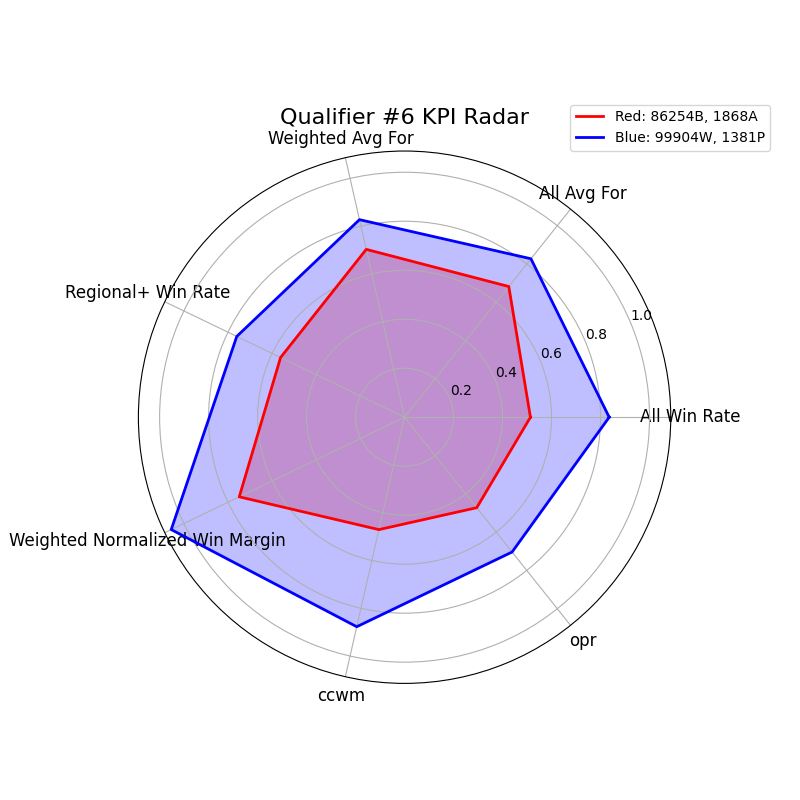 Qualifier #6 KPI Radar
Red: 86254B, 1868A
Blue: 99904W, 1381P
Weighted Avg For
All Avg For
Regional+ Win Rate
1.0
0.8
0.6
0.4
0.2
All Win Rate
Weighted Normalized Win Margin
opr
ccwm